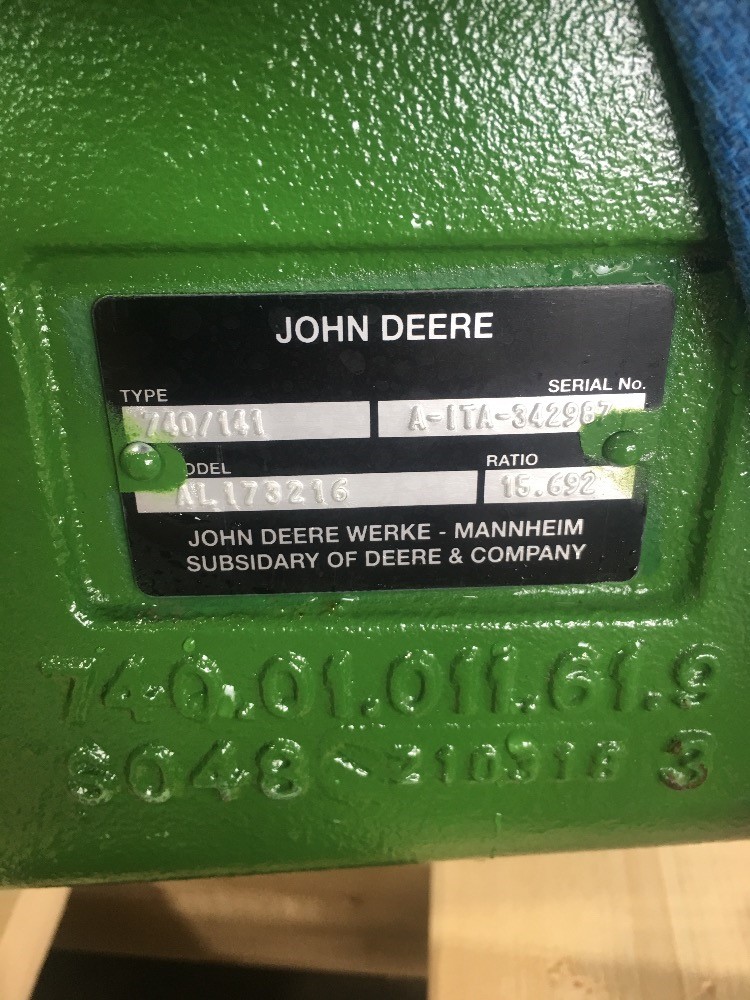 JOHN DEERE
TYPE SERIAL No.
740/141 A-ITA-342987
MODEL RATIO
AL173216 15.692
JOHN DEERE WERKE - MANNHEIM
SUBSIDARY OF DEERE & COMPANY
740.01.011.61.9
3